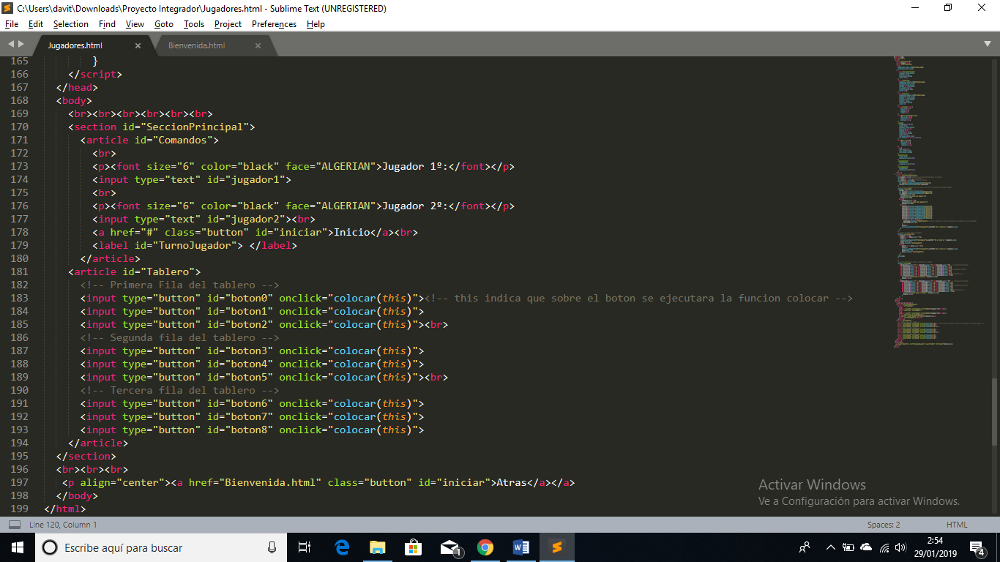 C:\Users\davit\Downloads\Proyecto Integrador\Jugadores.html - Sublime Text (UNREGISTERED)
File Edit Selection Find View Goto Tools Project Preferences Help
Jugadores.html × Bienvenida.html ×
165 }
166 </script>
167 </head>
168 <body>
169 <br><br><br><br><br><br>
170 <section id="SeccionPrincipal">
171 <article id="Comandos">
172 <br>
173 <p><font size="6" color="black" face="ALGERIAN">Jugador 1º:</font></p>
174 <input type="text" id="jugador1">
175 <br>
176 <p><font size="6" color="black" face="ALGERIAN">Jugador 2º:</font></p>
177 <input type="text" id="jugador2"><br>
178 <a href="#" class="button" id="iniciar">Inicio</a><br>
179 <label id="TurnoJugador"> </label>
180 </article>
181 <article id="Tablero">
182 <!-- Primera Fila del tablero -->
183 <input type="button" id="boton0" onclick="colocar(this)"><!-- this indica que sobre el boton se ejecutara la funcion colocar -->
184 <input type="button" id="boton1" onclick="colocar(this)">
185 <input type="button" id="boton2" onclick="colocar(this)"><br>
186 <!-- Segunda fila del tablero -->
187 <input type="button" id="boton3" onclick="colocar(this)">
188 <input type="button" id="boton4" onclick="colocar(this)">
189 <input type="button" id="boton5" onclick="colocar(this)"><br>
190 <!-- Tercera fila del tablero -->
191 <input type="button" id="boton6" onclick="colocar(this)">
192 <input type="button" id="boton7" onclick="colocar(this)">
193 <input type="button" id="boton8" onclick="colocar(this)">
194 </article>
195 </section>
196 <br><br><br>
197 <p align="center"><a href="Bienvenida.html" class="button" id="iniciar">Atras</a></a>
198 </body>
199 </html>
Activar Windows
Ve a Configuración para activar Windows.
Line 120, Column 1 Spaces: 2 HTML
Escribe aquí para buscar 1 2:54
29/01/2019 4